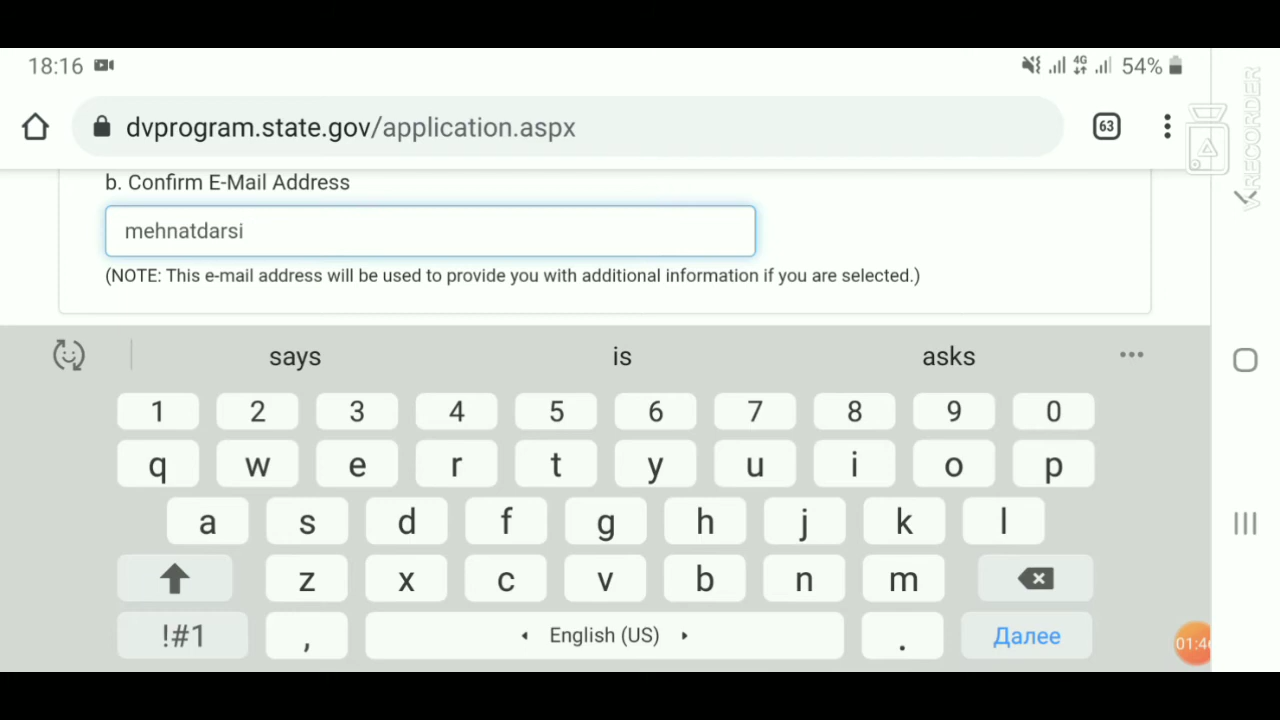 18:16 4G 54%
dvprogram.state.gov/application.aspx 63
RECORDER
b. Confirm E-Mail Address
mehnatdarsi
(NOTE: This e-mail address will be used to provide you with additional information if you are selected.)
says is asks
1 2 3 4 5 6 7 8 9 0
q w e r t y u i o p
a s d f g h j k l
z x c v b n m
!#1 , English (US) . Далее